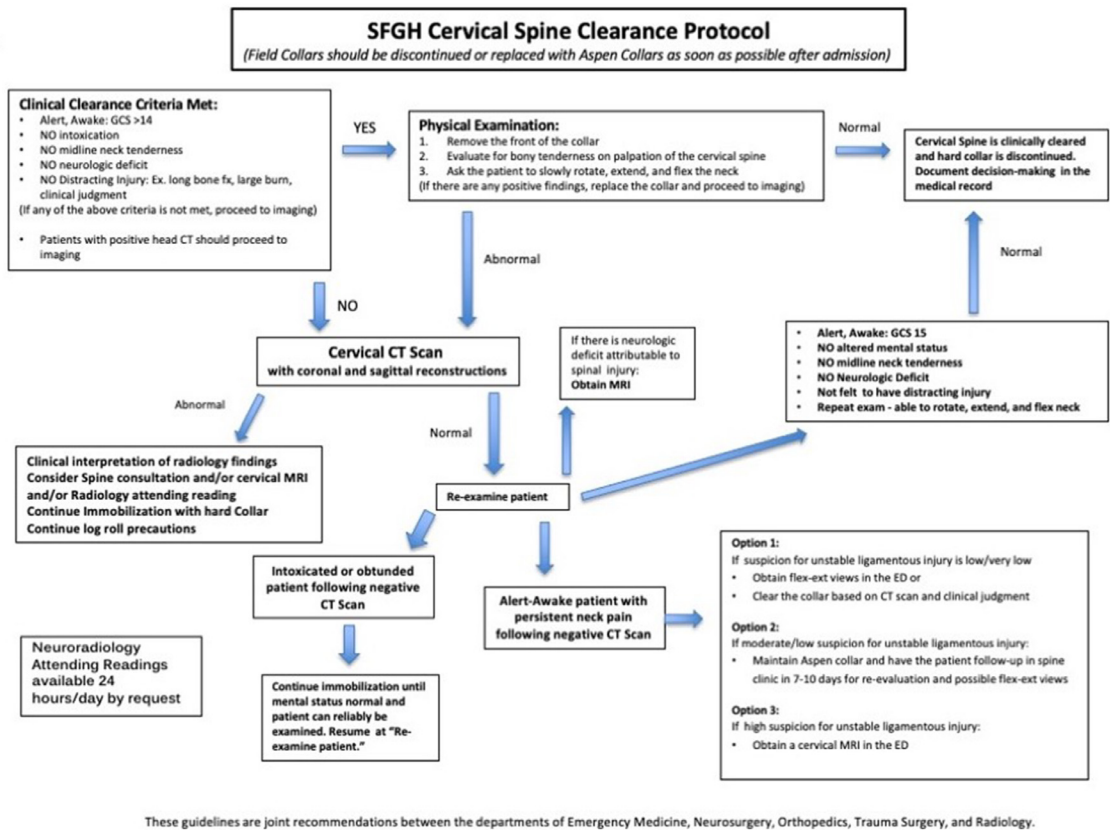 SFGH Cervical Spine Clearance Protocol
(Field Collars should be discontinued or replaced with Aspen Collars as soon as possible after admission)
Clinical Clearance Criteria Met:
• Alert, Awake: GCS >14
• NO intoxication
• NO midline neck tenderness
• NO neurologic deficit
• NO Distracting Injury: Ex. long bone fx, large burn,
clinical judgment
(If any of the above criteria is not met, proceed to imaging)
• Patients with positive head CT should proceed to
imaging
YES
Physical Examination:
1. Remove the front of the collar
2. Evaluate for bony tenderness on palpation of the cervical spine
3. Ask the patient to slowly rotate, extend, and flex the neck
(If there are any positive findings, replace the collar and proceed to imaging)
Normal
Cervical Spine is clinically cleared
and hard collar is discontinued.
Document decision-making in the
medical record
NO
Abnormal
Normal
Cervical CT Scan
with coronal and sagittal reconstructions
If there is neurologic
deficit attributable to
spinal injury:
Obtain MRI
• Alert, Awake: GCS 15
• NO altered mental status
• NO midline neck tenderness
• NO Neurologic Deficit
• Not felt to have distracting injury
• Repeat exam - able to rotate, extend, and flex neck
Abnormal
Normal
Clinical interpretation of radiology findings
Consider Spine consultation and/or cervical MRI
and/or Radiology attending reading
Continue Immobilization with hard Collar
Continue log roll precautions
Re-examine patient
Intoxicated or obtunded
patient following negative
CT Scan
Alert-Awake patient with
persistent neck pain
following negative CT Scan
Option 1:
If suspicion for unstable ligamentous injury is low/very low
• Obtain flex-ext views in the ED or
• Clear the collar based on CT scan and clinical judgment
Option 2:
If moderate/low suspicion for unstable ligamentous injury:
• Maintain Aspen collar and have the patient follow-up in spine
clinic in 7-10 days for re-evaluation and possible flex-ext views
Option 3:
If high suspicion for unstable ligamentous injury:
• Obtain a cervical MRI in the ED
Neuroradiology
Attending Readings
available 24
hours/day by request
Continue immobilization until
mental status normal and
patient can reliably be
examined. Resume at “Re-
examine patient.”
These guidelines are joint recommendations between the departments of Emergency Medicine, Neurosurgery, Orthopedics, Trauma Surgery, and Radiology.